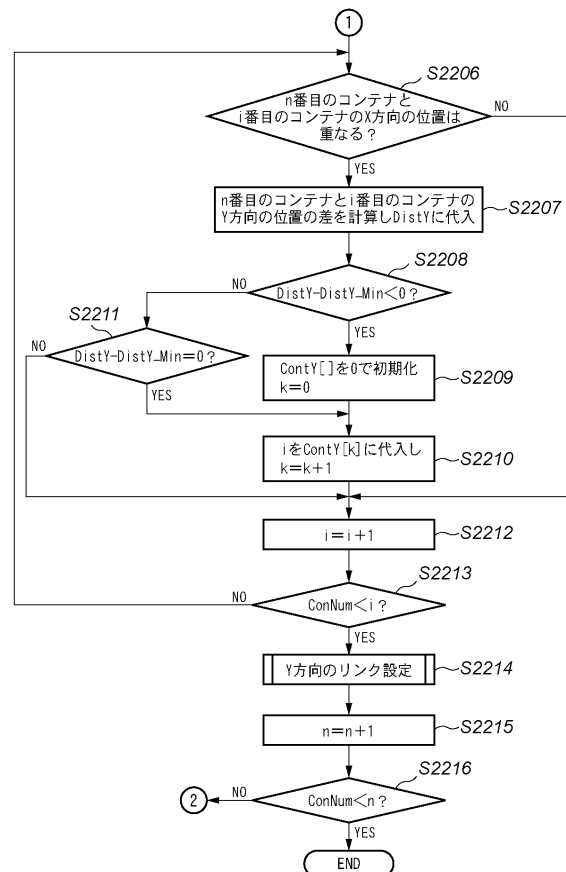 1
S2206
n番目のコンテナと
i番目のコンテナのX方向の位置は
重なる？
NO
YES
n番目のコンテナとi番目のコンテナの
Y方向の位置の差を計算しDistYに代入
S2207
S2208
DistY-DistY_Min＜0？
NO
YES
S2211
DistY-DistY_Min＝0？
NO
YES
ContY[]を0で初期化
k=0
S2209
iをContY[k]に代入し
k=k+1
S2210
i＝i+1
S2212
S2213
ConNum＜i？
NO
YES
Y方向のリンク設定
S2214
n＝n+1
S2215
S2216
ConNum＜n？
NO
2
YES
END